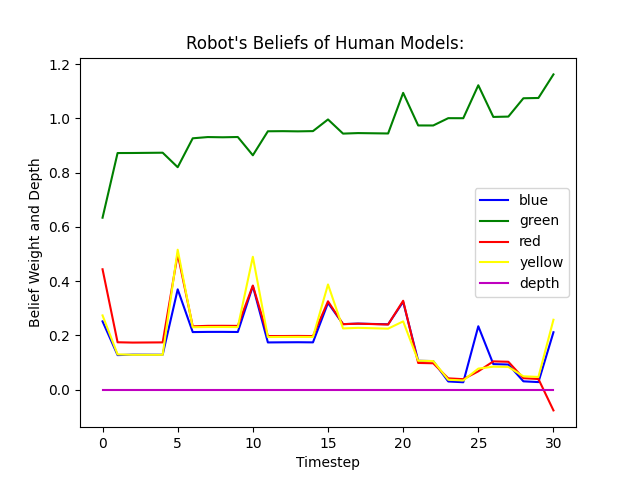 Robot's Beliefs of Human Models:
Belief Weight and Depth
1.2
1.0
0.8
0.6
0.4
0.2
0.0
blue
green
red
yellow
depth
0 5 10 15 20 25 30
Timestep